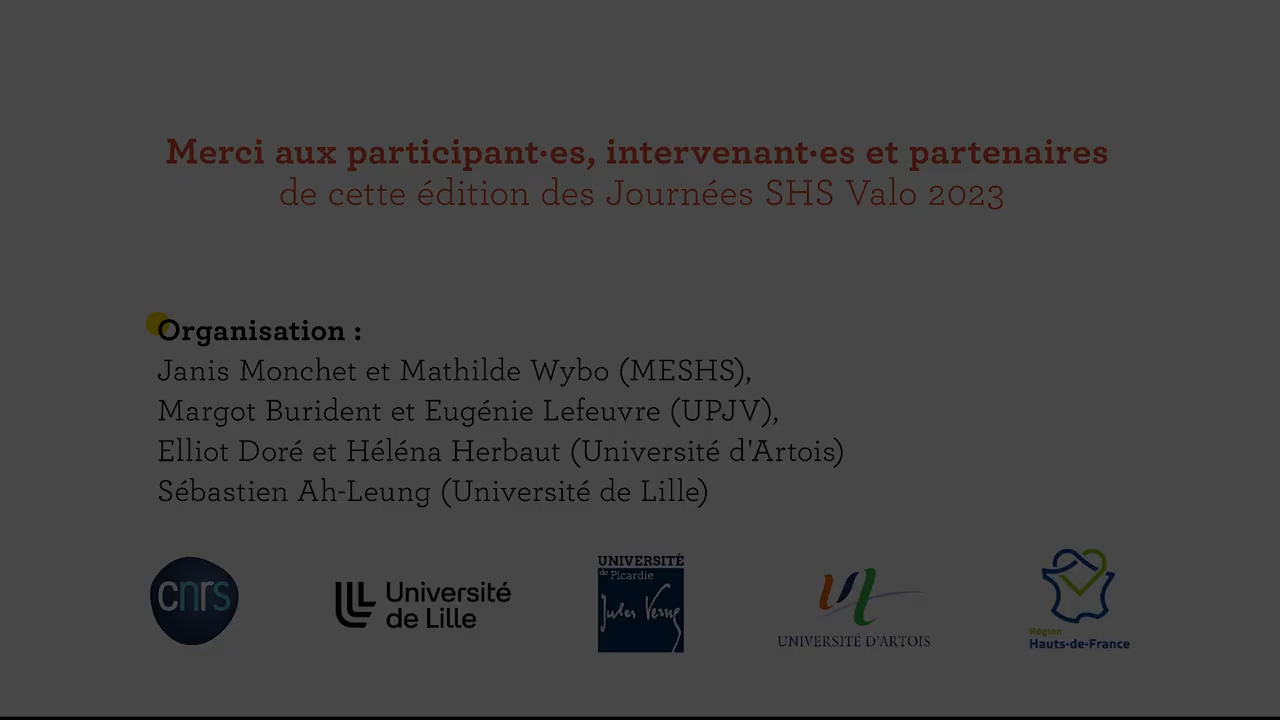 Merci aux participant·es, intervenant·es et partenaires
de cette édition des Journées SHS Valo 2023
Organisation :
Janis Monchet et Mathilde Wybo (MESHS),
Margot Burident et Eugénie Lefeuvre (UPJV),
Elliot Doré et Héléna Herbaut (Université d'Artois)
Sébastien Ah-Leung (Université de Lille)
cnrs
Université
de Lille
UNIVERSITÉ
de Picardie
Jules Verne
UNIVERSITÉ D'ARTOIS
Région
Hauts-de-France